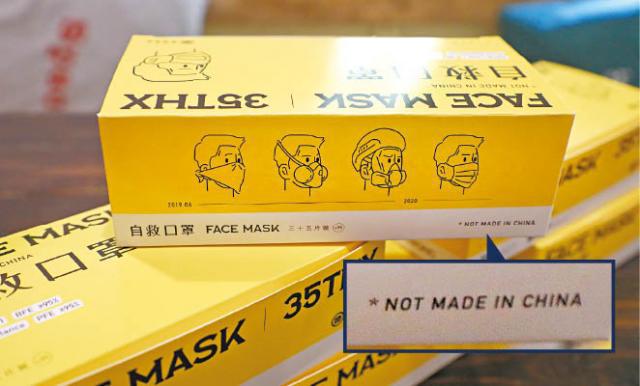 FACE MASK | 35THX
自救口罩
* NOT MADE IN CHINA
2019.06
2020
自救口罩 FACE MASK 三十五片裝
* NOT MADE IN CHINA
* NOT MADE IN CHINA
MASK
35THX
救口罩
CHINA
BFE ≥95%
PFE ≥95%
MASK
FACE